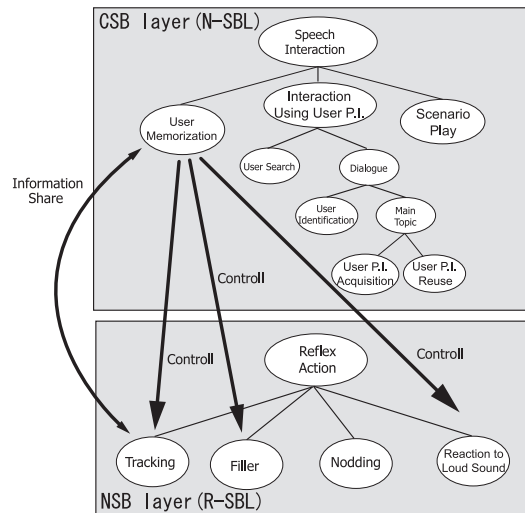 CSB layer(N-SBL)
Speech
Interaction
Interaction
Using User P.I.
Scenario
Play
User
Memorization
User Search
Dialogue
Information
Share
User
Identification
Main
Topic
User P.I.
Acquisition
User P.I.
Reuse
Controll
Controll
Controll
Reflex
Action
Tracking
Filler
Nodding
Reaction to
Loud Sound
NSB layer(R-SBL)